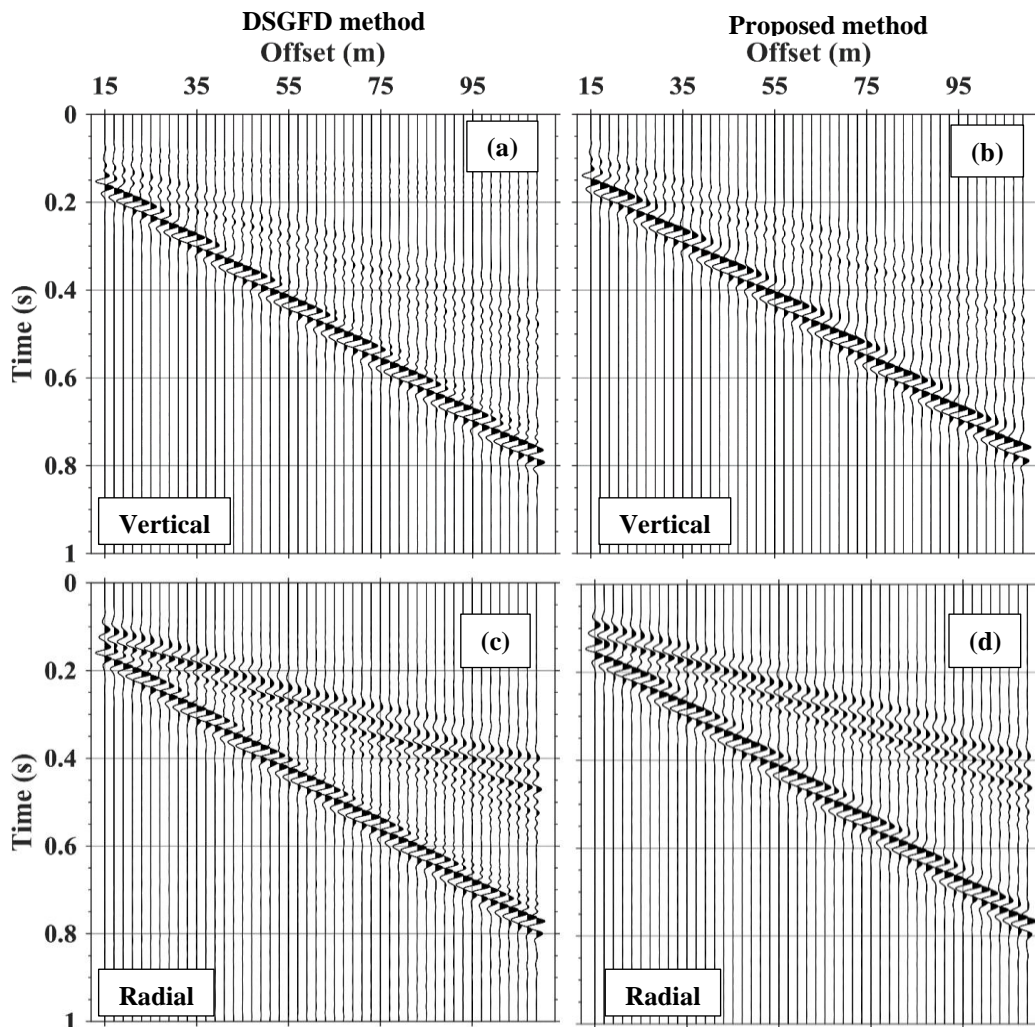 DSGFD method
Offset (m)
15 35 55 75 95
Proposed method
Offset (m)
15 35 55 75 95
Time (s)
0
0.2
0.4
0.6
0.8
1
(a)
Vertical
(b)
Vertical
Time (s)
0
0.2
0.4
0.6
0.8
1
(c)
Radial
(d)
Radial